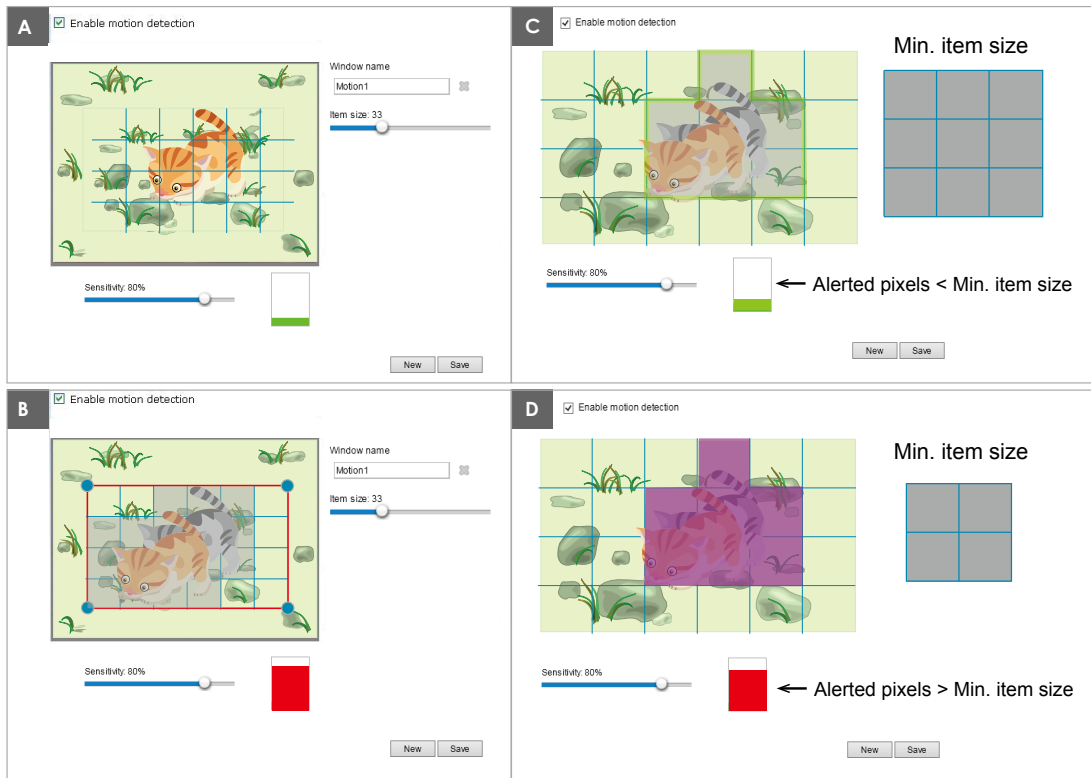 A
Enable motion detection
Window name
Motion1
Item size: 33
Sensitivity: 80%
New Save
C
Enable motion detection
Min. item size
Sensitivity: 80%
Alerted pixels < Min. item size
New Save
B
Enable motion detection
Window name
Motion1
Item size: 33
Sensitivity: 80%
New Save
D
Enable motion detection
Min. item size
Sensitivity: 80%
Alerted pixels > Min. item size
New Save